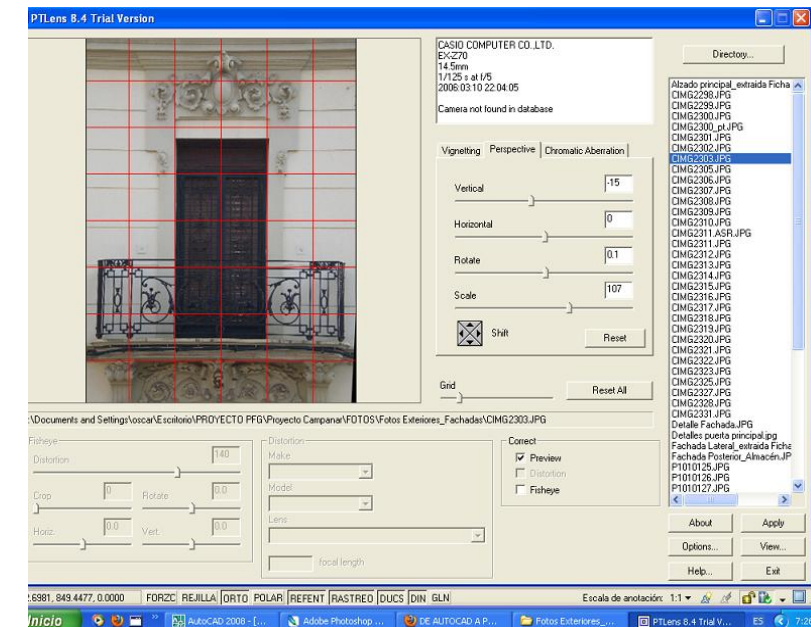 PTLens 8.4 Trial Version
CASIO COMPUTER CO.,LTD.
EX-Z70
14.5mm
1/125 s at f/5
2006:03:10 22:04:05
Camera not found in database
Directory...
Vignetting Perspective Chromatic Aberration
Vertical -15
Horizontal 0
Rotate 0.1
Scale 107
Shift
Reset
Grid
Reset All
Alzado principal_extraida Ficha
CIMG2298.JPG
CIMG2299.JPG
CIMG2300.JPG
CIMG2300_pt.JPG
CIMG2301.JPG
CIMG2302.JPG
CIMG2303.JPG
CIMG2305.JPG
CIMG2306.JPG
CIMG2307.JPG
CIMG2308.JPG
CIMG2309.JPG
CIMG2310.JPG
CIMG2311.ASR.JPG
CIMG2311.JPG
CIMG2312.JPG
CIMG2313.JPG
CIMG2314.JPG
CIMG2315.JPG
CIMG2316.JPG
CIMG2317.JPG
CIMG2318.JPG
CIMG2319.JPG
CIMG2320.JPG
CIMG2321.JPG
CIMG2322.JPG
CIMG2323.JPG
CIMG2325.JPG
CIMG2327.JPG
CIMG2328.JPG
CIMG2331.JPG
Detalle Fachada.JPG
Detalles puerta principal.jpg
Fachada Lateral_extraida Ficha
Fachada Posterior_Almacén.JP
P1010125.JPG
P1010126.JPG
P1010127.JPG
:\Documents and Settings\oscar\Escritorio\PROYECTO PFG\Proyecto Campanar\FOTOS\Fotos Exteriores_Fachadas\CIMG2303.JPG
Fisheye
Distortion 140
Crop 0 Rotate 0.0
Horiz. 0.0 Vert. 0.0
Distortion
Make
Model
Lens
focal length
Correct
Preview
Distortion
Fisheye
About Apply
Options... View...
Help... Exit
2.6981, 849.4477, 0.0000 FORZC REJILLA ORTO POLAR REFENT RASTREO DUCS DIN GLN Escala de anotación: 1:1
Inicio AutoCAD 2008 - [... Adobe Photoshop ... DE AUTOCAD A P... Fotos Exteriores_... PTLens 8.4 Trial V... ES